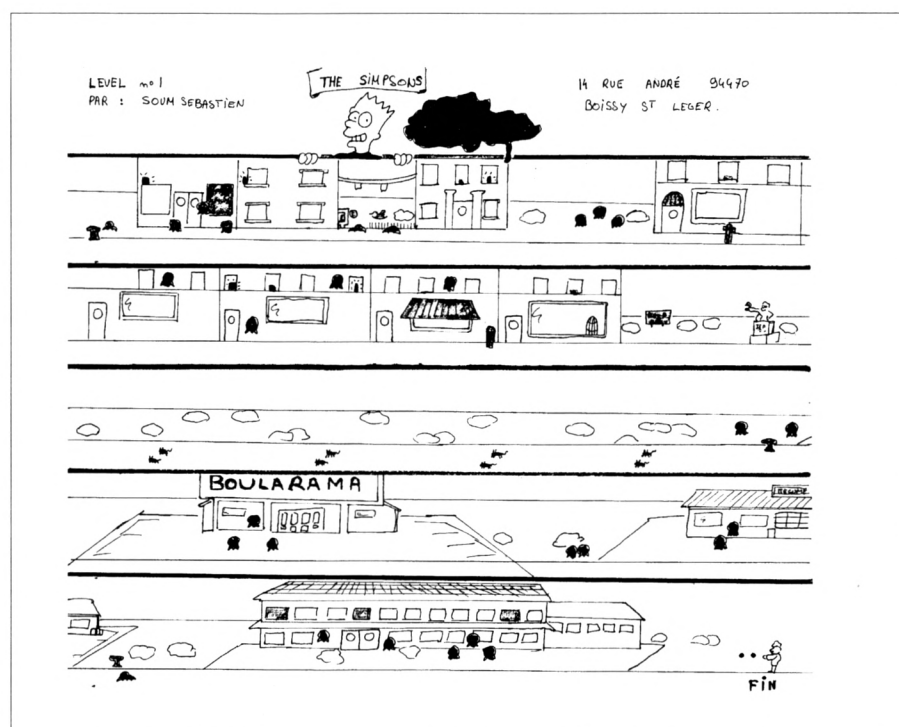 LEVEL no 1
PAR : SOUM SEBASTIEN
THE SIMPSONS
14 RUE ANDRÉ 94470
BOISSY ST LEGER.
BOULARAMA
FIN